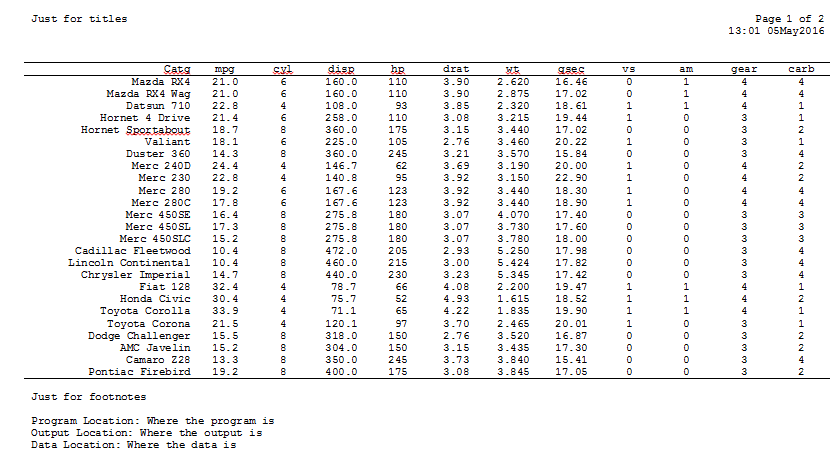 Just for titles Page 1 of 2
13:01 05May2016
Catg mpg cyl disp hp drat wt qsec vs am gear carb
Mazda RX4 21.0 6 160.0 110 3.90 2.620 16.46 0 1 4 4
Mazda RX4 Wag 21.0 6 160.0 110 3.90 2.875 17.02 0 1 4 4
Datsun 710 22.8 4 108.0 93 3.85 2.320 18.61 1 1 4 1
Hornet 4 Drive 21.4 6 258.0 110 3.08 3.215 19.44 1 0 3 1
Hornet Sportabout 18.7 8 360.0 175 3.15 3.440 17.02 0 0 3 2
Valiant 18.1 6 225.0 105 2.76 3.460 20.22 1 0 3 1
Duster 360 14.3 8 360.0 245 3.21 3.570 15.84 0 0 3 4
Merc 240D 24.4 4 146.7 62 3.69 3.190 20.00 1 0 4 2
Merc 230 22.8 4 140.8 95 3.92 3.150 22.90 1 0 4 2
Merc 280 19.2 6 167.6 123 3.92 3.440 18.30 1 0 4 4
Merc 280C 17.8 6 167.6 123 3.92 3.440 18.90 1 0 4 4
Merc 450SE 16.4 8 275.8 180 3.07 4.070 17.40 0 0 3 3
Merc 450SL 17.3 8 275.8 180 3.07 3.730 17.60 0 0 3 3
Merc 450SLC 15.2 8 275.8 180 3.07 3.780 18.00 0 0 3 3
Cadillac Fleetwood 10.4 8 472.0 205 2.93 5.250 17.98 0 0 3 4
Lincoln Continental 10.4 8 460.0 215 3.00 5.424 17.82 0 0 3 4
Chrysler Imperial 14.7 8 440.0 230 3.23 5.345 17.42 0 0 3 4
Fiat 128 32.4 4 78.7 66 4.08 2.200 19.47 1 1 4 1
Honda Civic 30.4 4 75.7 52 4.93 1.615 18.52 1 1 4 2
Toyota Corolla 33.9 4 71.1 65 4.22 1.835 19.90 1 1 4 1
Toyota Corona 21.5 4 120.1 97 3.70 2.465 20.01 1 0 3 1
Dodge Challenger 15.5 8 318.0 150 2.76 3.520 16.87 0 0 3 2
AMC Javelin 15.2 8 304.0 150 3.15 3.435 17.30 0 0 3 2
Camaro Z28 13.3 8 350.0 245 3.73 3.840 15.41 0 0 3 4
Pontiac Firebird 19.2 8 400.0 175 3.08 3.845 17.05 0 0 3 2
Just for footnotes
Program Location: Where the program is
Output Location: Where the output is
Data Location: Where the data is